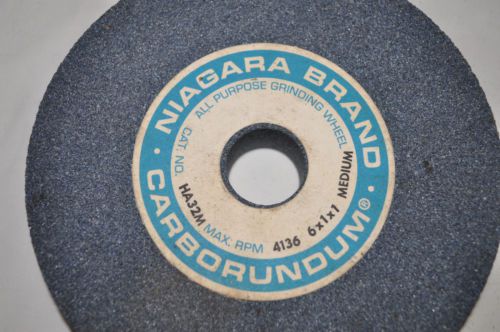 NIAGARA BRAND
ALL PURPOSE GRINDING WHEEL
CAT. NO. HA32M MAX. RPM 4136 6x1x1 MEDIUM
CARBORUNDUM®